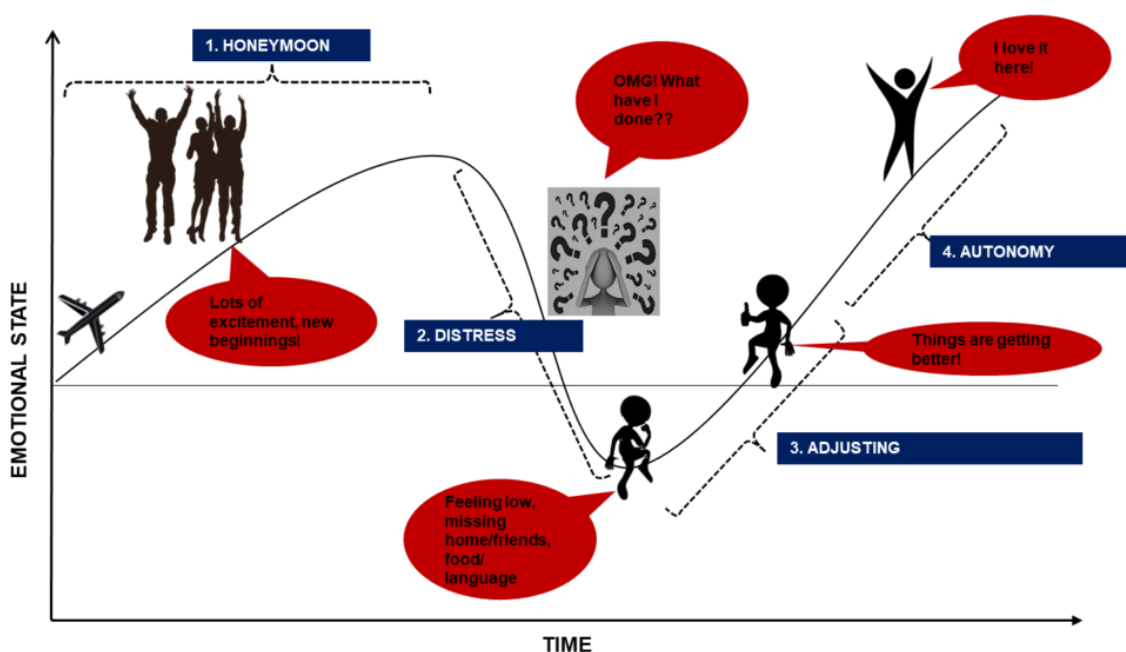 1. HONEYMOON
I love it
here!
OMG! What
have I
done??
4. AUTONOMY
Lots of
excitement, new
beginnings!
2. DISTRESS
Things are getting
better!
3. ADJUSTING
Feeling low,
missing
home/friends,
food/
language
EMOTIONAL STATE
TIME